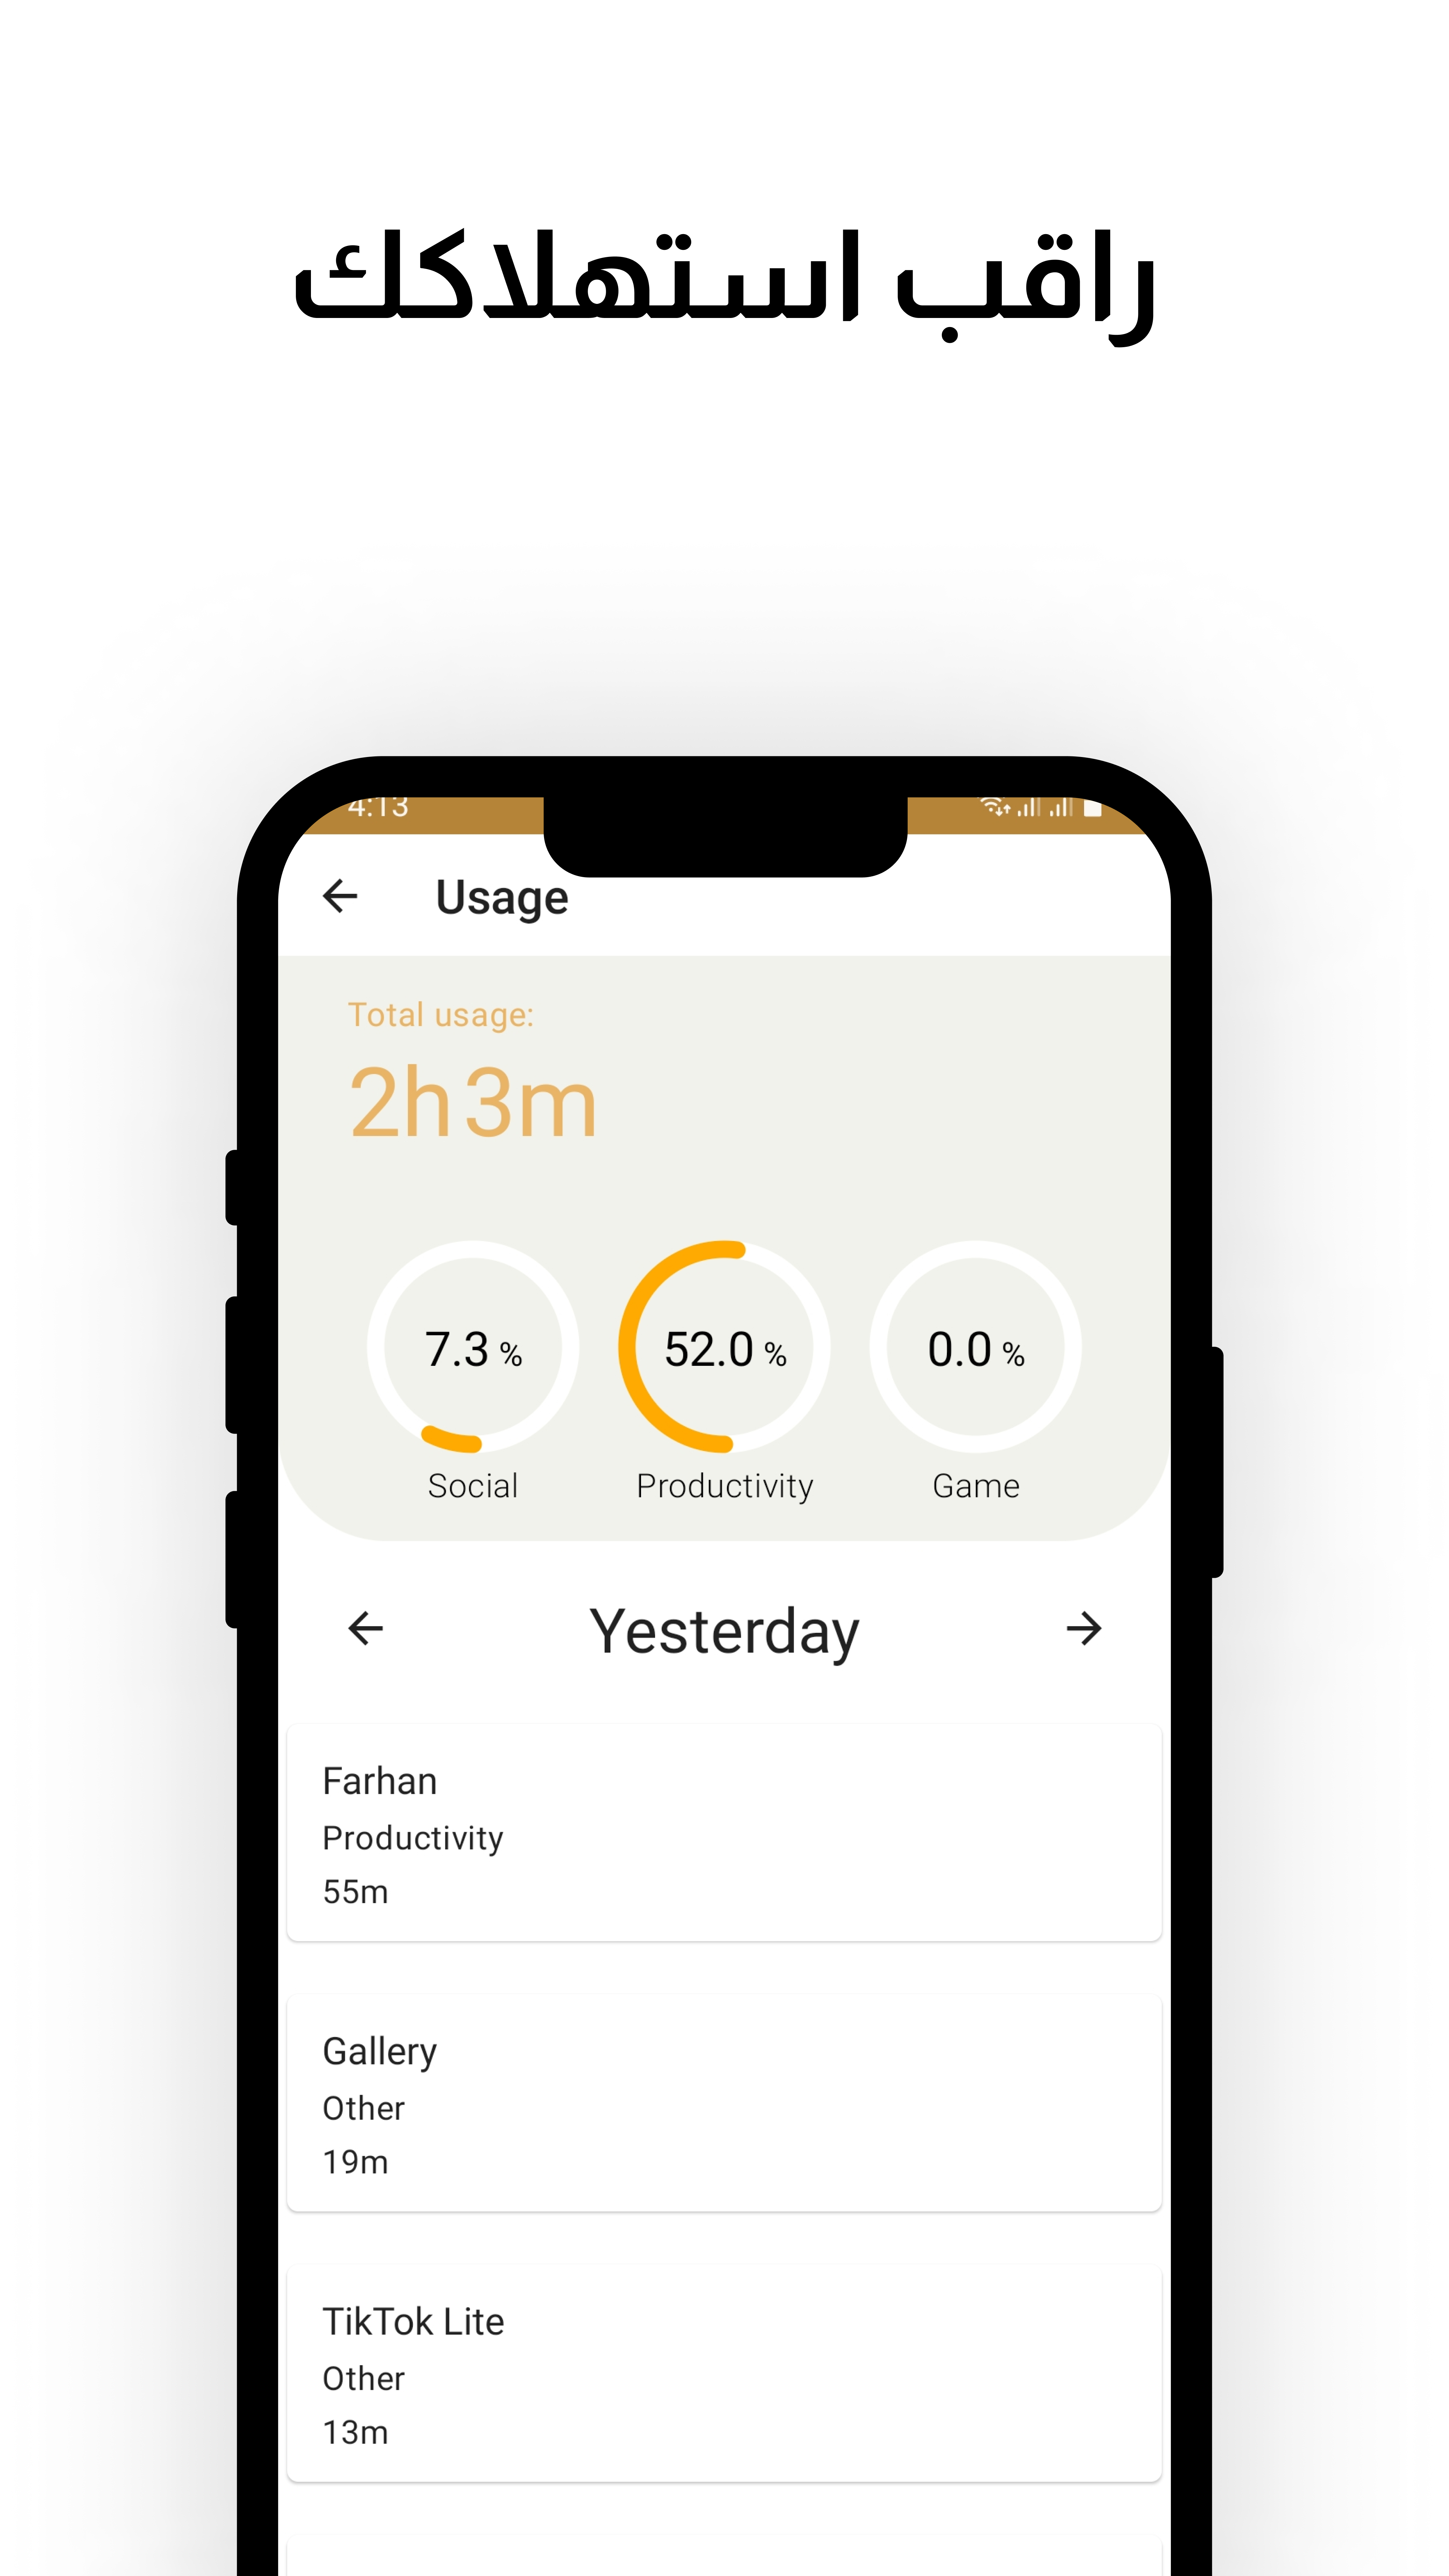 راقب استهلاكك
4:13
Usage
Total usage:
2h 3m
7.3 %
52.0 %
0.0 %
Social
Productivity
Game
Yesterday
Farhan
Productivity
55m
Gallery
Other
19m
TikTok Lite
Other
13m